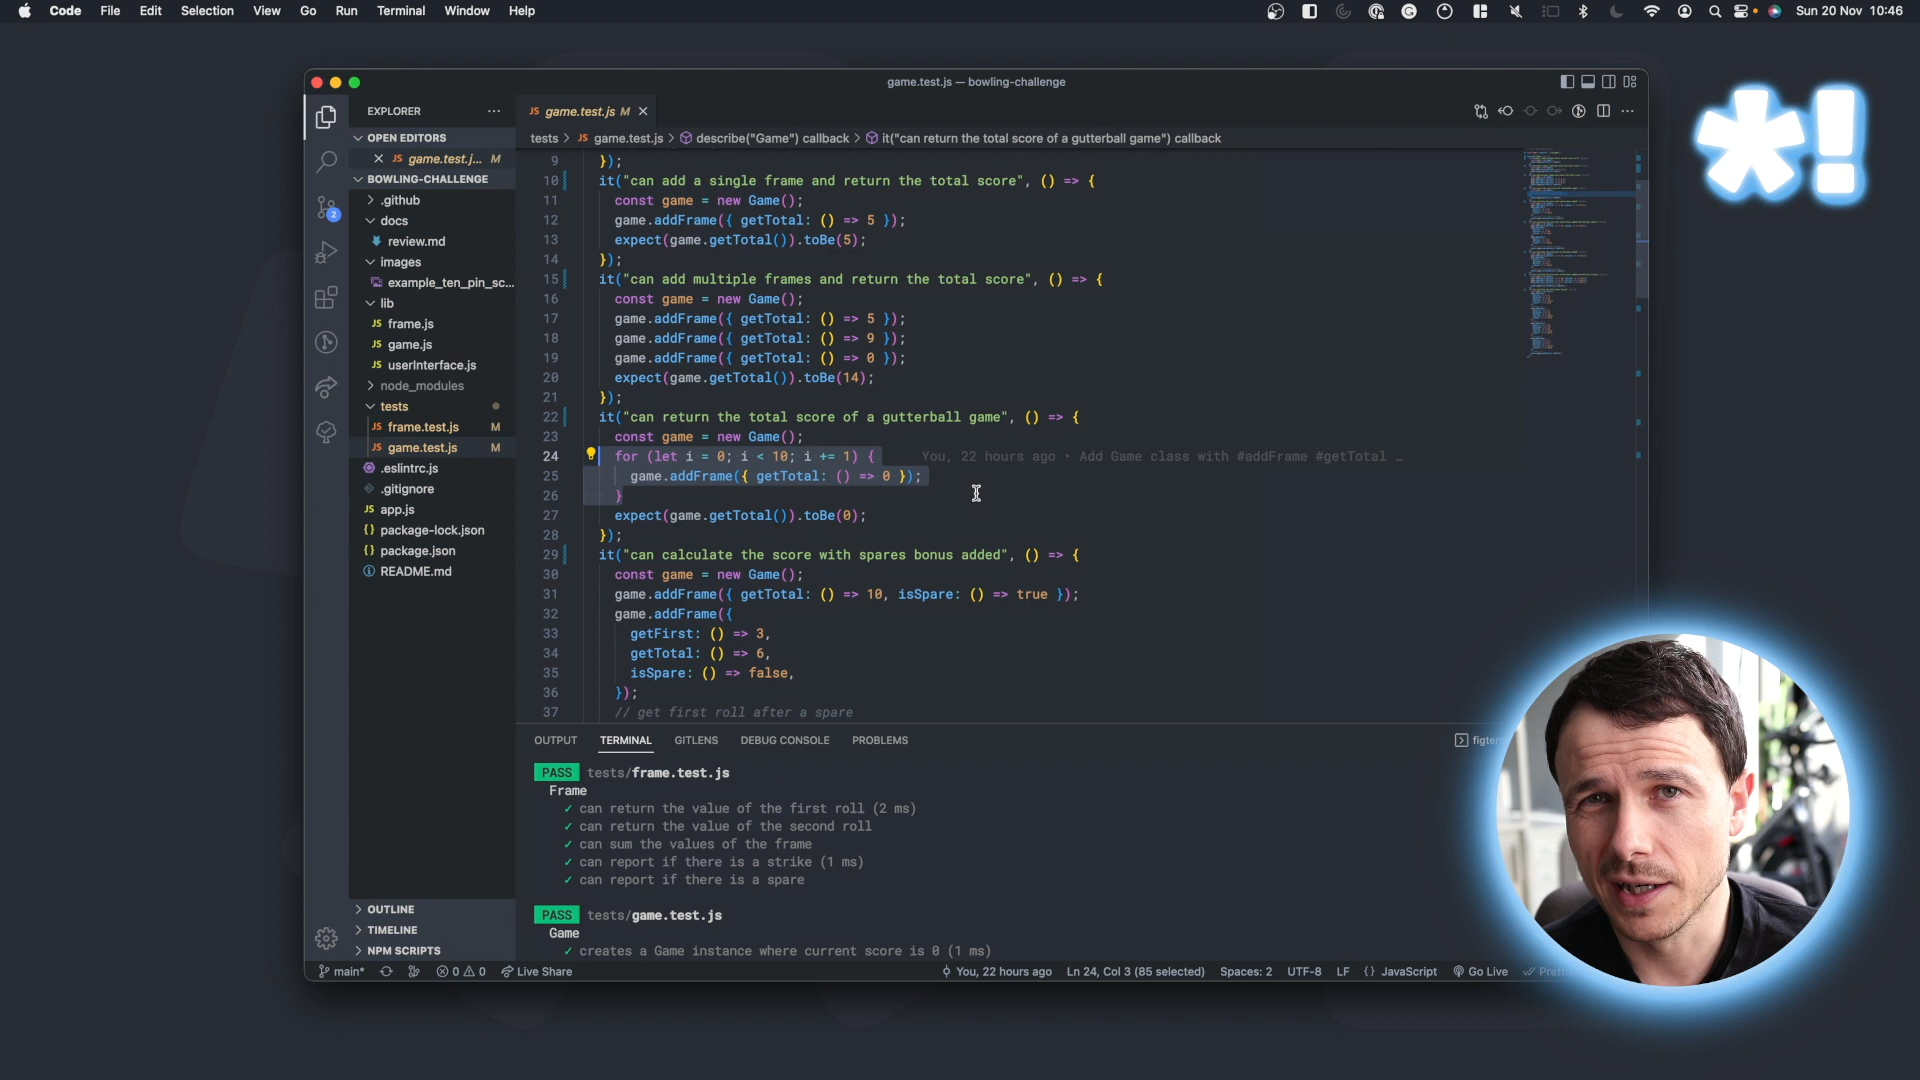 Code File Edit Selection View Go Run Terminal Window Help Sun 20 Nov 10:46
game.test.js — bowling-challenge
*!
EXPLORER ···
JS game.test.js M ×
OPEN EDITORS
tests > JS game.test.js > describe("Game") callback > it("can return the total score of a gutterball game") callback
× JS game.test.j... M
BOWLING-CHALLENGE
.github
docs
review.md
images
example_ten_pin_sc...
lib
JS frame.js
JS game.js
JS userInterface.js
node_modules
tests
JS frame.test.js M
JS game.test.js M
.eslintrc.js
.gitignore
JS app.js
{} package-lock.json
{} package.json
README.md
OUTLINE
TIMELINE
NPM SCRIPTS
2
9 });
10 it("can add a single frame and return the total score", () => {
11 const game = new Game();
12 game.addFrame({ getTotal: () => 5 });
13 expect(game.getTotal()).toBe(5);
14 });
15 it("can add multiple frames and return the total score", () => {
16 const game = new Game();
17 game.addFrame({ getTotal: () => 5 });
18 game.addFrame({ getTotal: () => 9 });
19 game.addFrame({ getTotal: () => 0 });
20 expect(game.getTotal()).toBe(14);
21 });
22 it("can return the total score of a gutterball game", () => {
23 const game = new Game();
24 for (let i = 0; i < 10; i += 1) { You, 22 hours ago • Add Game class with #addFrame #getTotal …
25 game.addFrame({ getTotal: () => 0 });
26 }
27 expect(game.getTotal()).toBe(0);
28 });
29 it("can calculate the score with spares bonus added", () => {
30 const game = new Game();
31 game.addFrame({ getTotal: () => 10, isSpare: () => true });
32 game.addFrame({
33 getFirst: () => 3,
34 getTotal: () => 6,
35 isSpare: () => false,
36 });
37 // get first roll after a spare
OUTPUT TERMINAL GITLENS DEBUG CONSOLE PROBLEMS
PASS tests/frame.test.js
Frame
✓ can return the value of the first roll (2 ms)
✓ can return the value of the second roll
✓ can sum the values of the frame
✓ can report if there is a strike (1 ms)
✓ can report if there is a spare
PASS tests/game.test.js
Game
✓ creates a Game instance where current score is 0 (1 ms)
main* 0 0 Live Share You, 22 hours ago Ln 24, Col 3 (85 selected) Spaces: 2 UTF-8 LF {} JavaScript Go Live